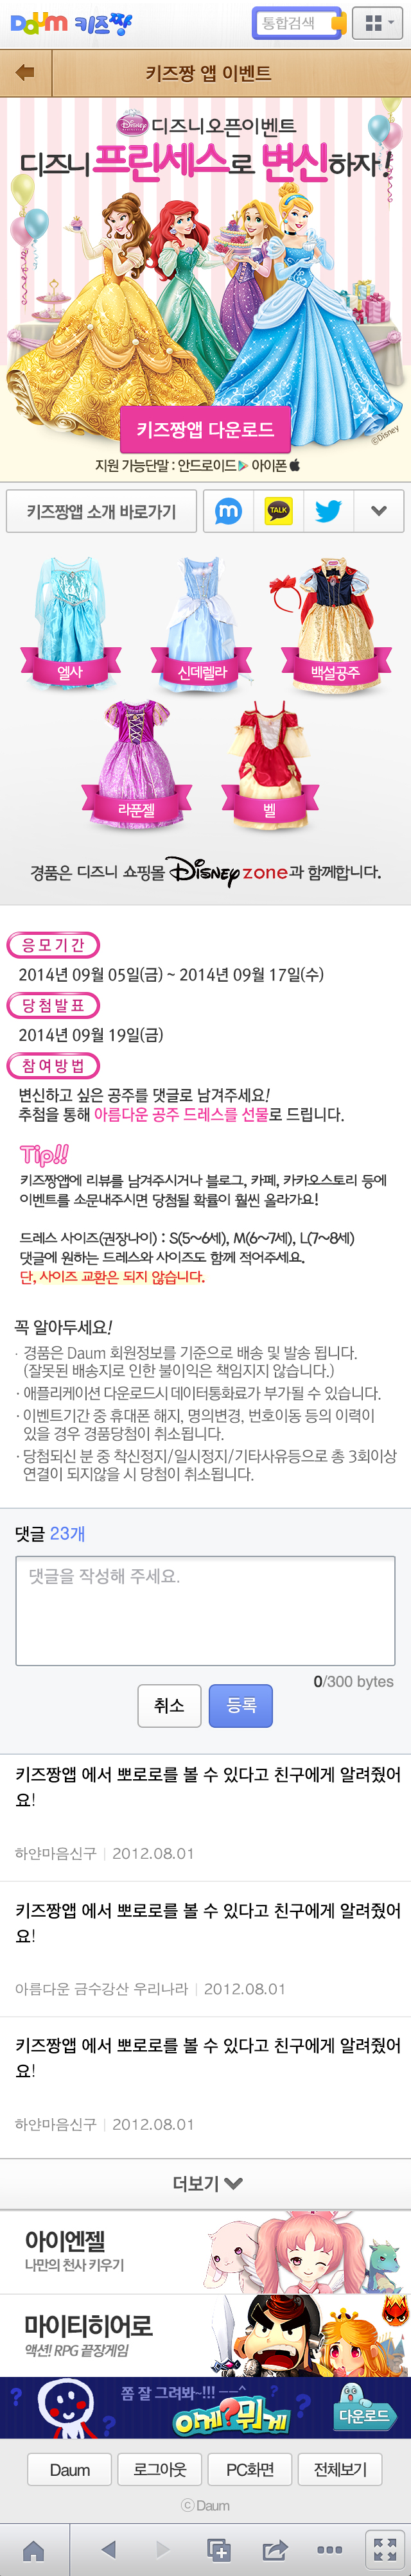 Daum 키즈짱
통합검색
키즈짱 앱 이벤트
Disney 디즈니오픈이벤트
디즈니 프린세스로 변신하자!
키즈짱앱 다운로드
©Disney
지원 가능단말 : 안드로이드 아이폰
키즈짱앱 소개 바로가기
m
TALK
엘사
신데렐라
백설공주
라푼젤
벨
경품은 디즈니 쇼핑몰 Disney zone과 함께합니다.
응모기간
2014년 09월 05일(금) ~ 2014년 09월 17일(수)
당첨발표
2014년 09월 19일(금)
참여방법
변신하고 싶은 공주를 댓글로 남겨주세요!
추첨을 통해 아름다운 공주 드레스를 선물로 드립니다.
Tip!!
키즈짱앱에 리뷰를 남겨주시거나 블로그, 카페, 카카오스토리 등에
이벤트를 소문내주시면 당첨될 확률이 훨씬 올라가요!
드레스 사이즈(권장나이) : S(5~6세), M(6~7세), L(7~8세)
댓글에 원하는 드레스와 사이즈도 함께 적어주세요.
단, 사이즈 교환은 되지 않습니다.
꼭 알아두세요!
· 경품은 Daum 회원정보를 기준으로 배송 및 발송 됩니다.
(잘못된 배송지로 인한 불이익은 책임지지 않습니다.)
· 애플리케이션 다운로드시 데이터통화료가 부가될 수 있습니다.
· 이벤트기간 중 휴대폰 해지, 명의변경, 번호이동 등의 이력이
있을 경우 경품당첨이 취소됩니다.
· 당첨되신 분 중 착신정지/일시정지/기타사유등으로 총 3회이상
연결이 되지않을 시 당첨이 취소됩니다.
댓글 23개
댓글을 작성해 주세요.
0/300 bytes
취소
등록
키즈짱앱 에서 뽀로로를 볼 수 있다고 친구에게 알려줬어
요!
하얀마음신구 | 2012.08.01
키즈짱앱 에서 뽀로로를 볼 수 있다고 친구에게 알려줬어
요!
아름다운 금수강산 우리나라 | 2012.08.01
키즈짱앱 에서 뽀로로를 볼 수 있다고 친구에게 알려줬어
요!
하얀마음신구 | 2012.08.01
더보기
아이엔젤
나만의 천사 키우기
마이티히어로
액션! RPG 끝장게임
쫌 잘 그려봐~!!! --^
이게?뭐게
다운로드
Daum
로그아웃
PC화면
전체보기
ⓒDaum